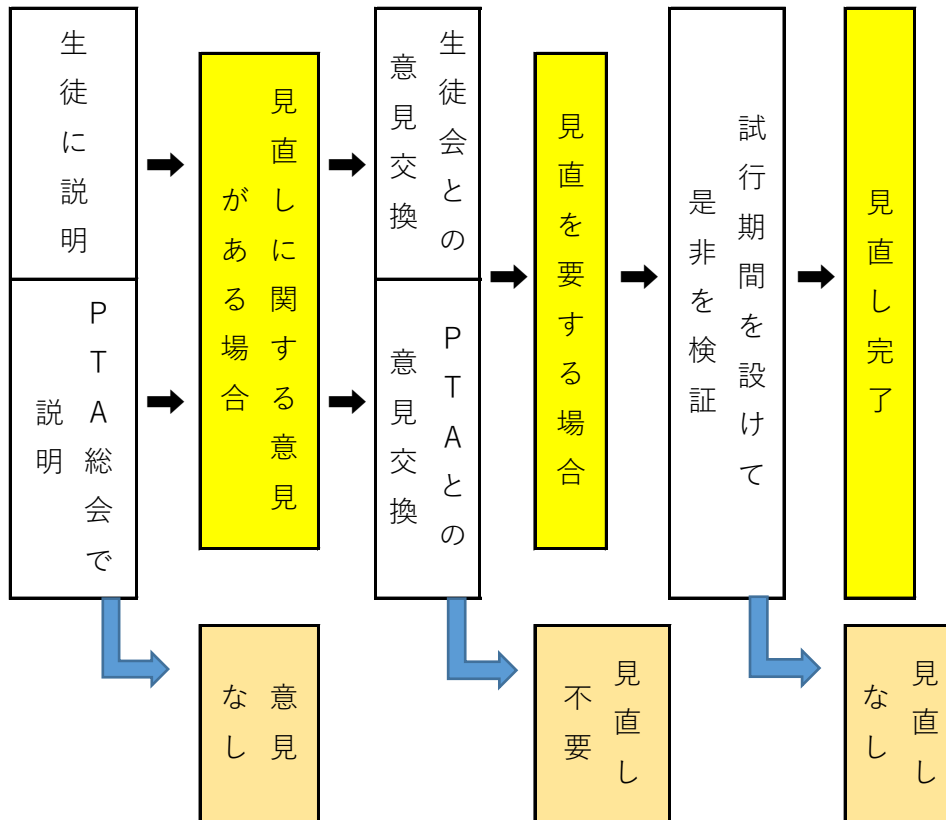 生徒に説明
PTA総会で
説明
見直しに関する意見
がある場合
生徒会との
意見交換
PTAとの
意見交換
見直を要する場合
試行期間を設けて
是非を検証
見直し完了
意見
なし
見直し
不要
見直し
なし